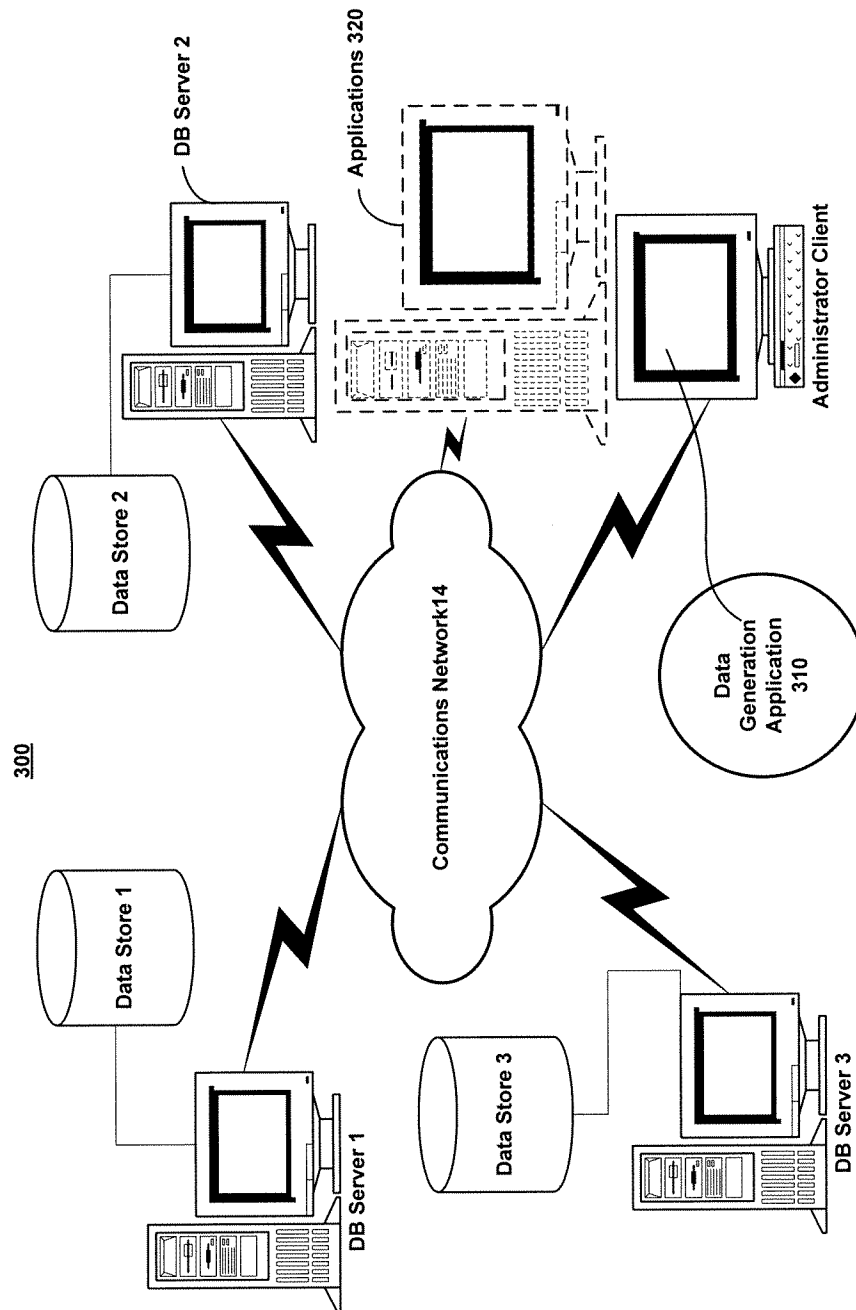 300
Data Store 1
Data Store 2
DB Server 1
DB Server 2
Communications Network14
Applications 320
Data Store 3
DB Server 3
Data
Generation
Application
310
Administrator Client